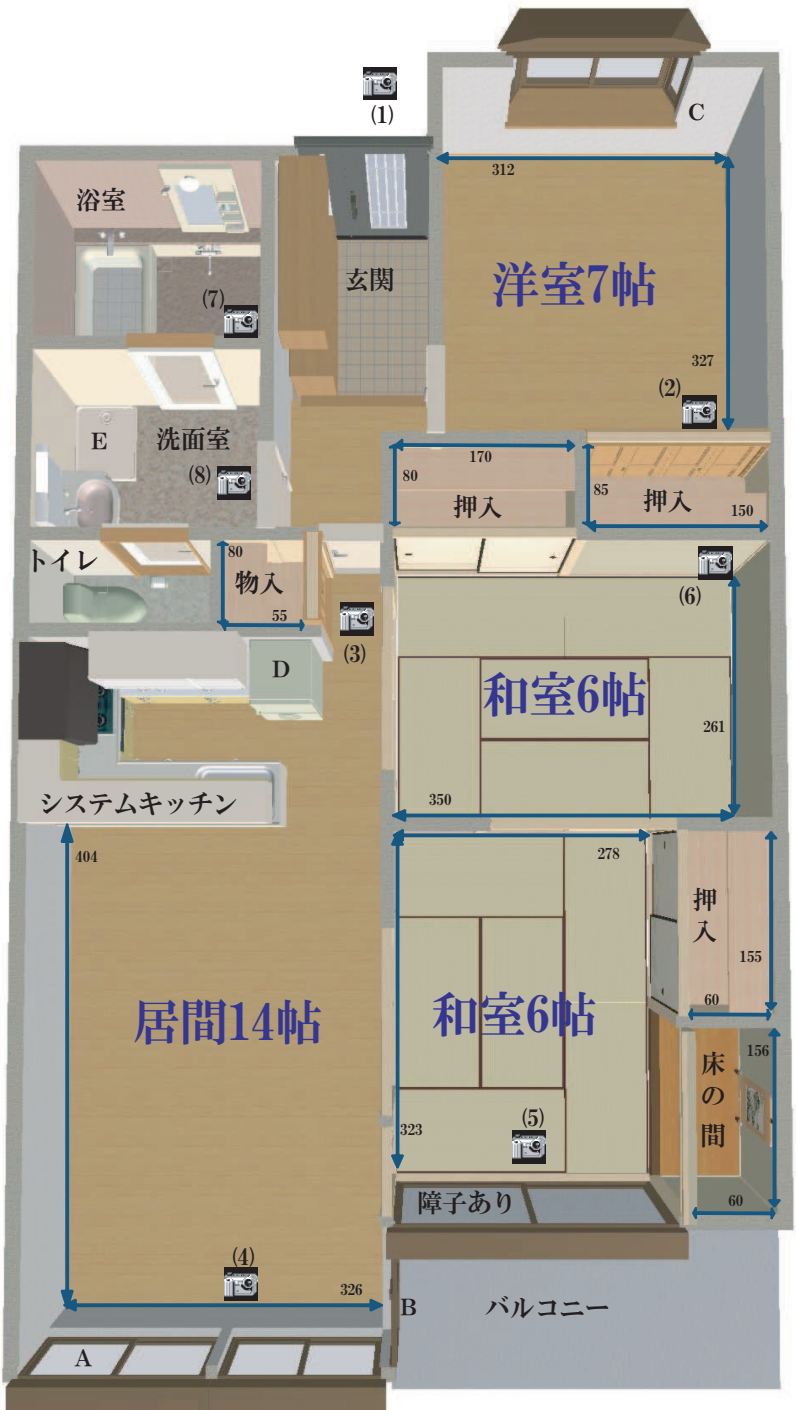 (1)
C
312
浴室
玄関
洋室7帖
(7)
327
(2)
E
洗面室
(8)
170
80
押入
85
押入
150
トイレ
80
物入
55
(3)
D
(6)
和室6帖
261
350
システムキッチン
404
278
押入
155
60
居間14帖
和室6帖
床の間
156
(5)
323
60
障子あり
(4)
326
B
バルコニー
A